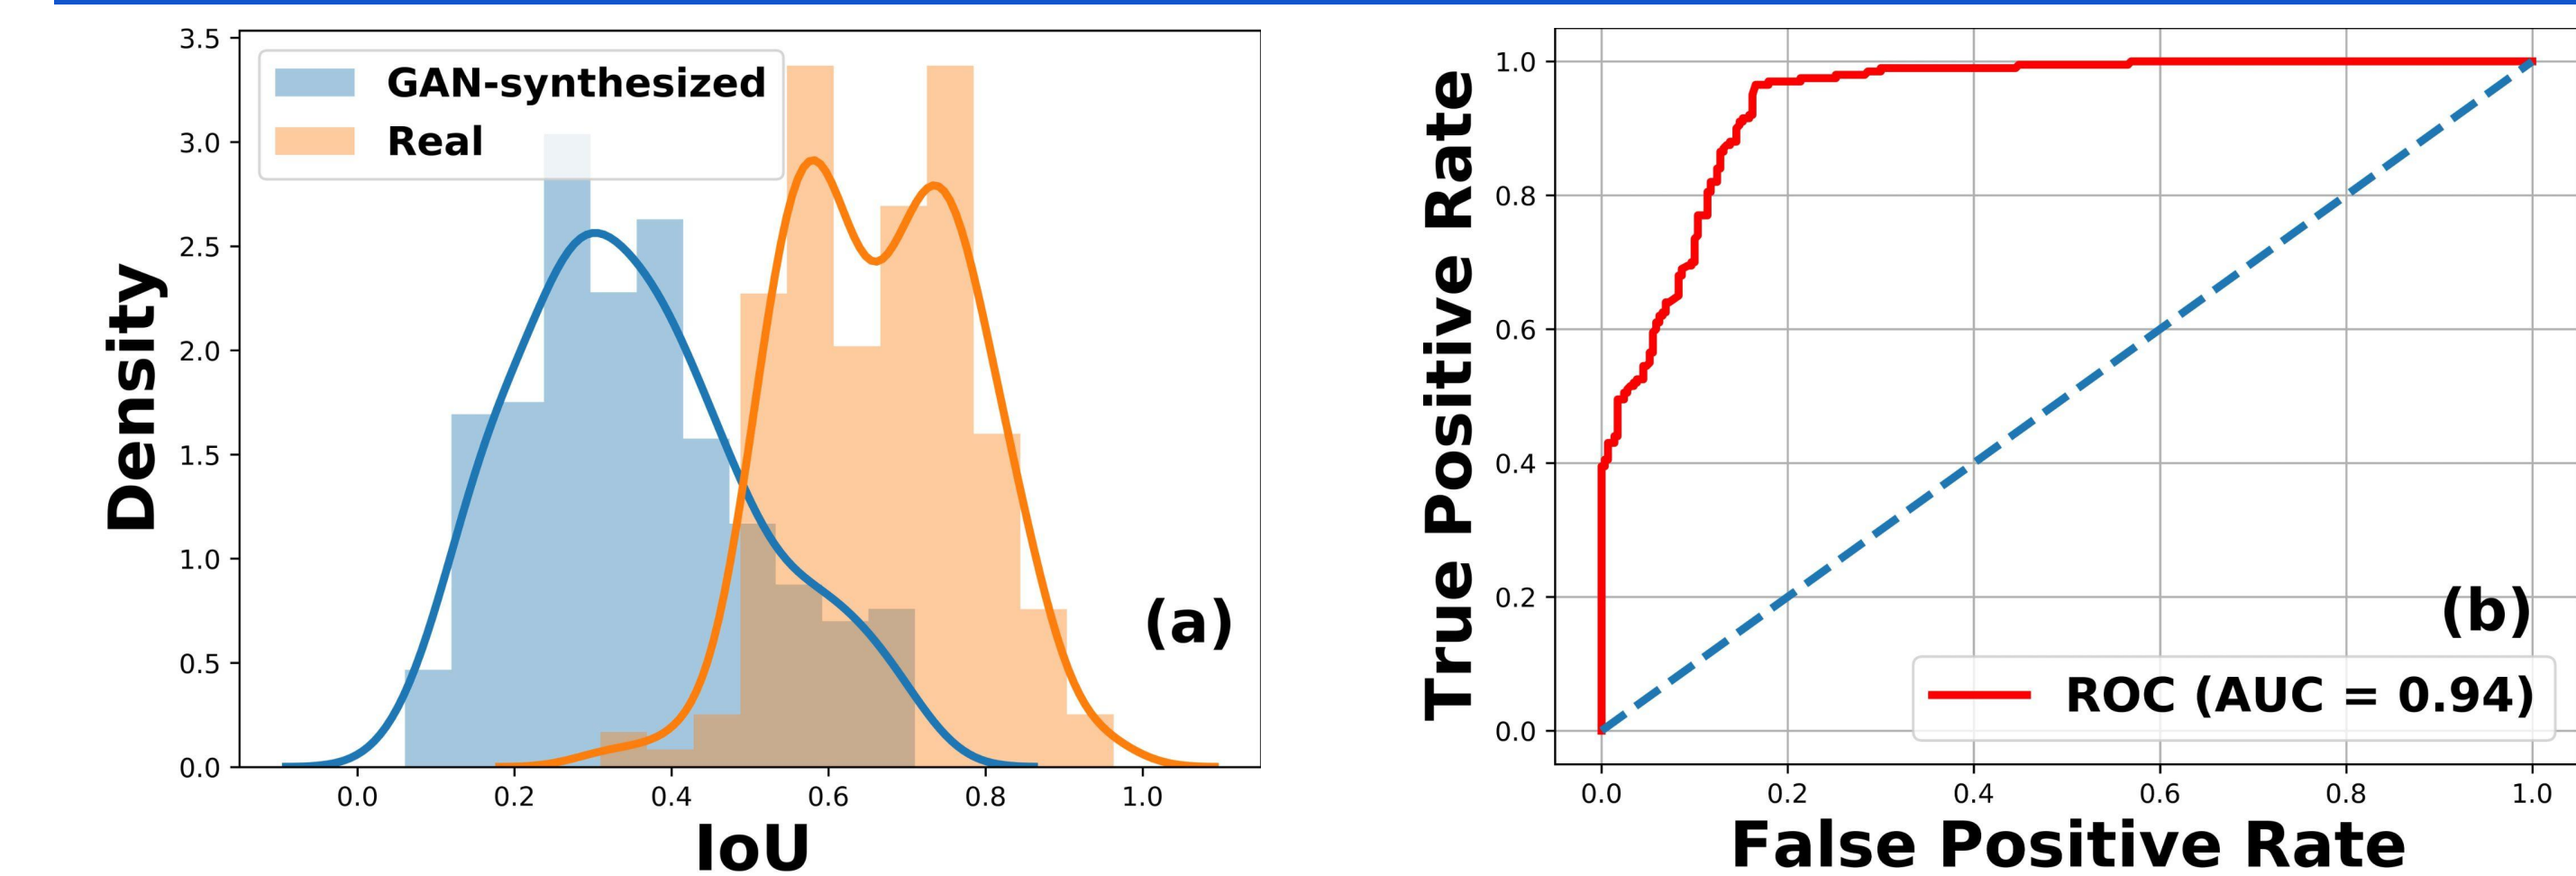 GAN-synthesized
Real
3.5
3.0
2.5
2.0
1.5
1.0
0.5
0.0
Density
0.0 0.2 0.4 0.6 0.8 1.0
IoU
(a)
1.0
0.8
0.6
0.4
0.2
0.0
True Positive Rate
(b)
ROC (AUC = 0.94)
0.0 0.2 0.4 0.6 0.8 1.0
False Positive Rate